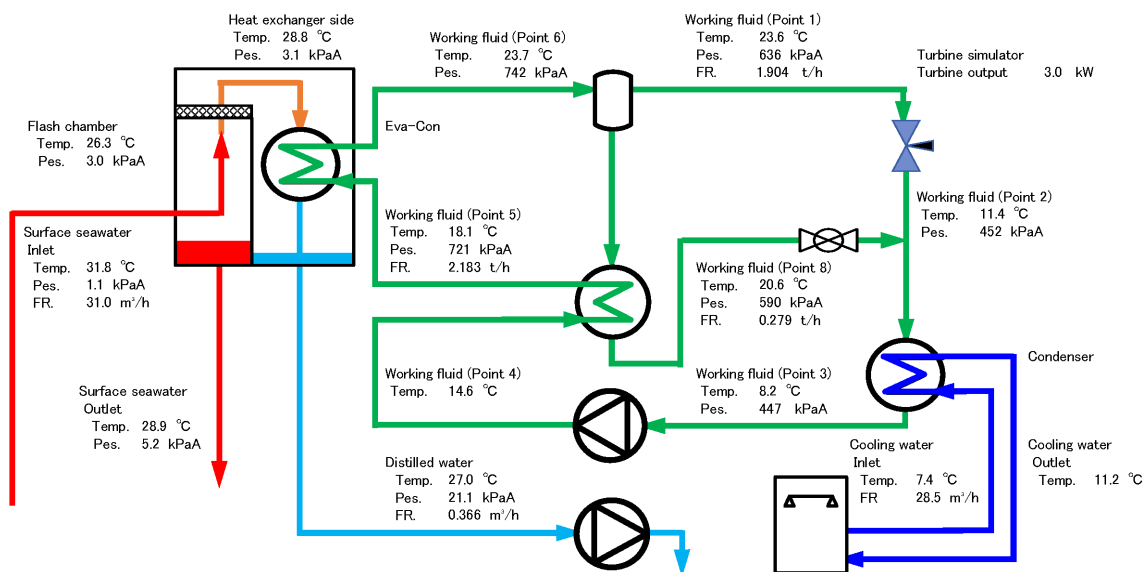 Heat exchanger side
Temp. 28.8 ℃
Pes. 3.1 kPaA
Working fluid (Point 6)
Temp. 23.7 ℃
Pes. 742 kPaA
Working fluid (Point 1)
Temp. 23.6 ℃
Pes. 636 kPaA
FR. 1.904 t/h
Turbine simulator
Turbine output 3.0 kW
Flash chamber
Temp. 26.3 ℃
Pes. 3.0 kPaA
Eva-Con
Working fluid (Point 2)
Temp. 11.4 ℃
Pes. 452 kPaA
Surface seawater
Inlet
Temp. 31.8 ℃
Pes. 1.1 kPaA
FR. 31.0 m³/h
Working fluid (Point 5)
Temp. 18.1 ℃
Pes. 721 kPaA
FR. 2.183 t/h
Working fluid (Point 8)
Temp. 20.6 ℃
Pes. 590 kPaA
FR. 0.279 t/h
Condenser
Working fluid (Point 4)
Temp. 14.6 ℃
Working fluid (Point 3)
Temp. 8.2 ℃
Pes. 447 kPaA
Surface seawater
Outlet
Temp. 28.9 ℃
Pes. 5.2 kPaA
Distilled water
Temp. 27.0 ℃
Pes. 21.1 kPaA
FR. 0.366 m³/h
Cooling water
Inlet
Temp. 7.4 ℃
FR 28.5 m³/h
Cooling water
Outlet
Temp. 11.2 ℃